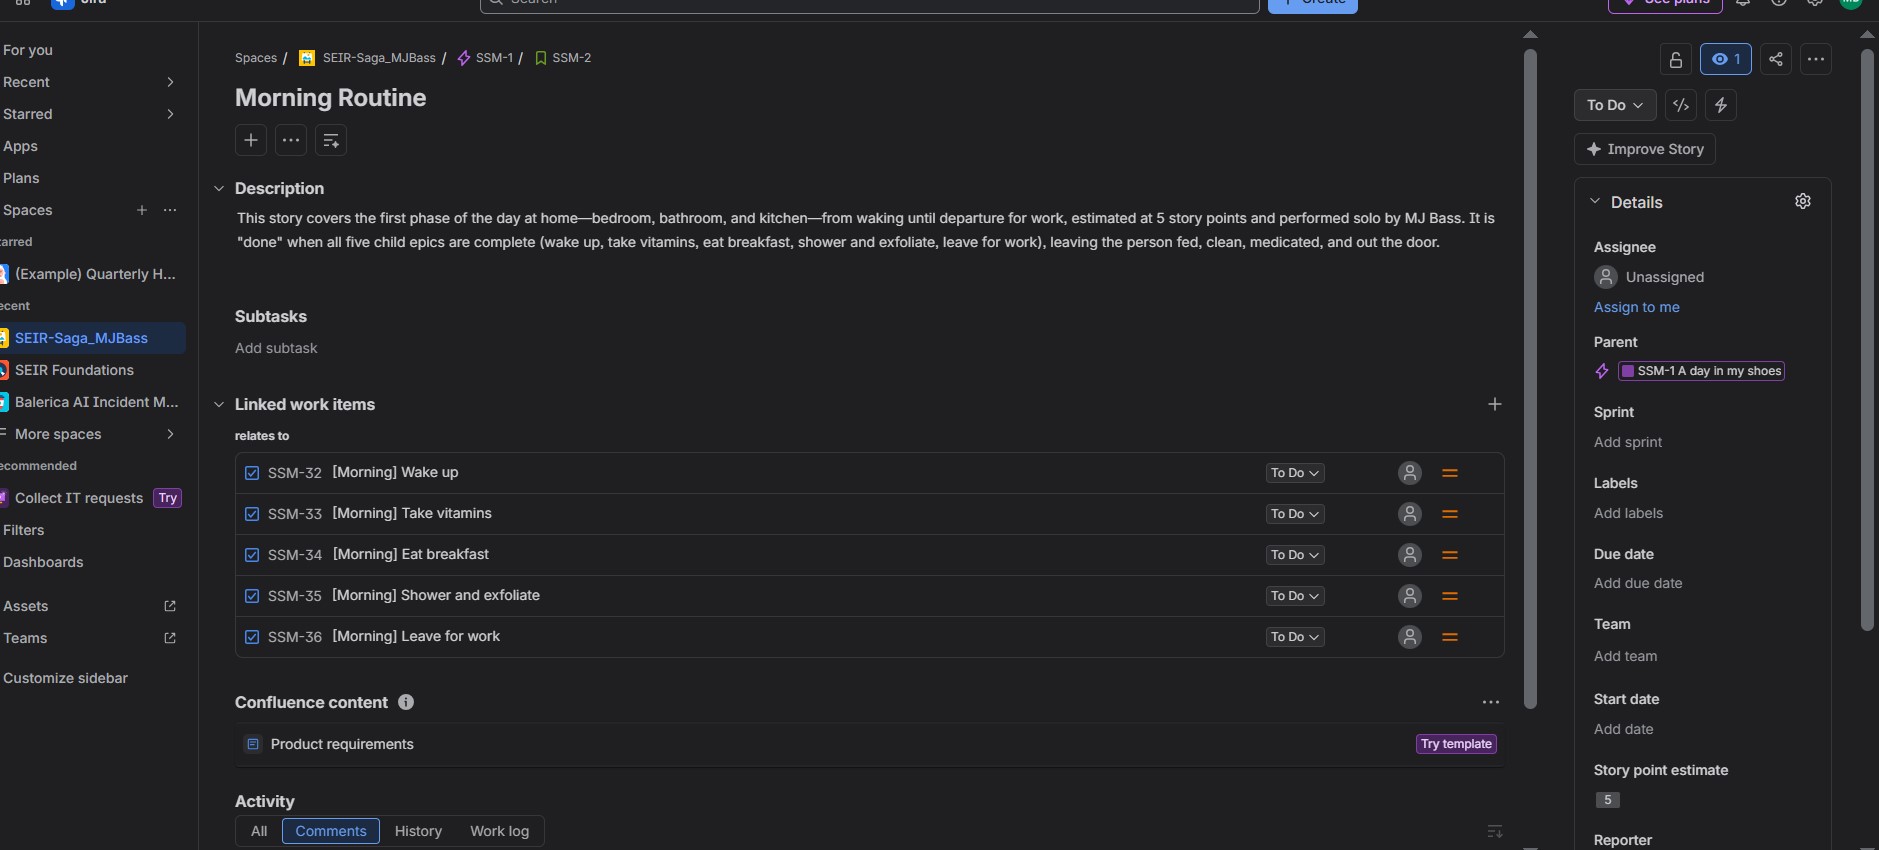 Jira
Search
Create
See plans
For you
Recent
Starred
Apps
Plans
Spaces
(Example) Quarterly H...
SEIR-Saga_MJBass
SEIR Foundations
Balerica AI Incident M...
More spaces
Collect IT requests Try
Filters
Dashboards
Assets
Teams
Customize sidebar
Spaces / SEIR-Saga_MJBass / SSM-1 / SSM-2
Morning Routine
Description
This story covers the first phase of the day at home—bedroom, bathroom, and kitchen—from waking until departure for work, estimated at 5 story points and performed solo by MJ Bass. It is
"done" when all five child epics are complete (wake up, take vitamins, eat breakfast, shower and exfoliate, leave for work), leaving the person fed, clean, medicated, and out the door.
Subtasks
Add subtask
Linked work items
relates to
SSM-32 [Morning] Wake up To Do
SSM-33 [Morning] Take vitamins To Do
SSM-34 [Morning] Eat breakfast To Do
SSM-35 [Morning] Shower and exfoliate To Do
SSM-36 [Morning] Leave for work To Do
Confluence content
Product requirements Try template
Activity
All Comments History Work log
1
To Do
Improve Story
Details
Assignee
Unassigned
Assign to me
Parent
SSM-1 A day in my shoes
Sprint
Add sprint
Labels
Add labels
Due date
Add due date
Team
Add team
Start date
Add date
Story point estimate
5
Reporter